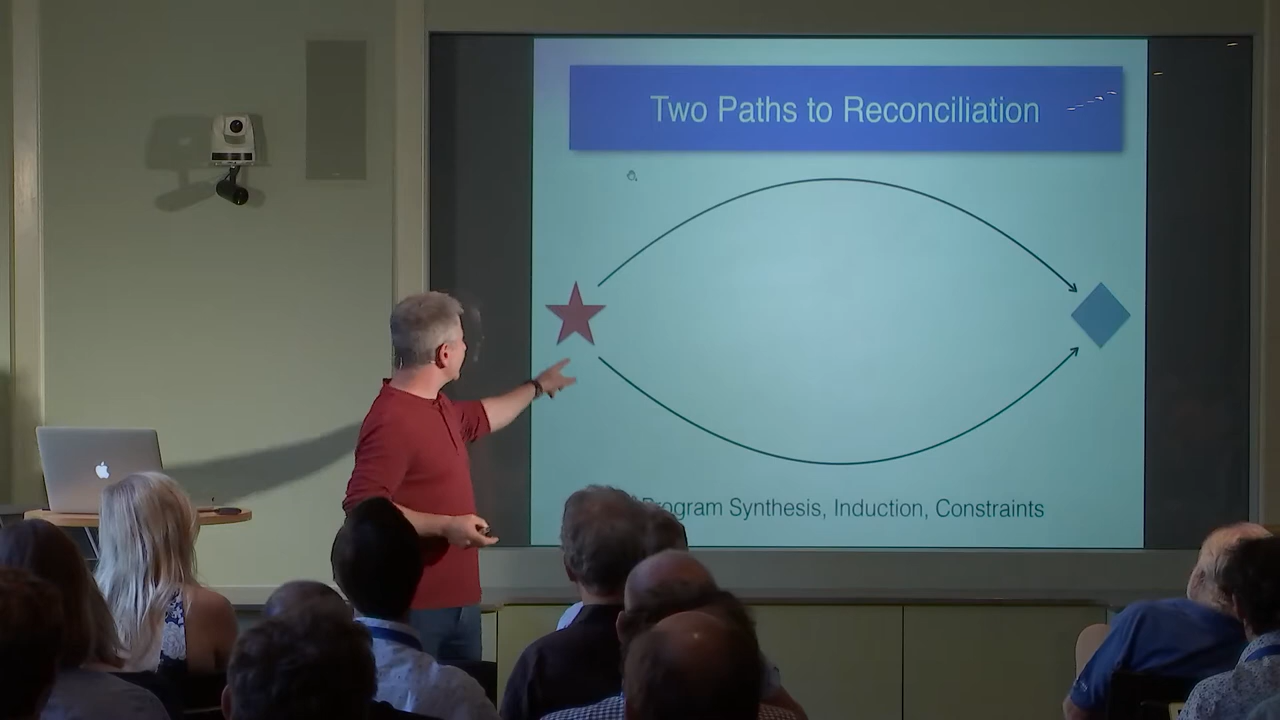 Two Paths to Reconciliation
Program Synthesis, Induction, Constraints